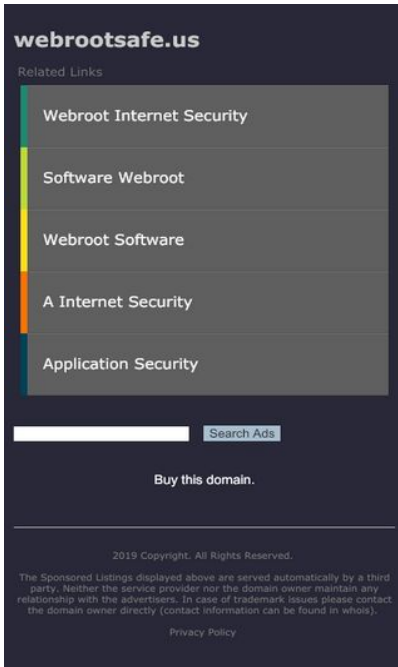 webrootsafe.us
Related Links
Webroot Internet Security
Software Webroot
Webroot Software
A Internet Security
Application Security
Search Ads
Buy this domain.
2019 Copyright. All Rights Reserved.
The Sponsored Listings displayed above are served automatically by a third
party. Neither the service provider nor the domain owner maintain any
relationship with the advertisers. In case of trademark issues please contact
the domain owner directly (contact information can be found in whois).
Privacy Policy